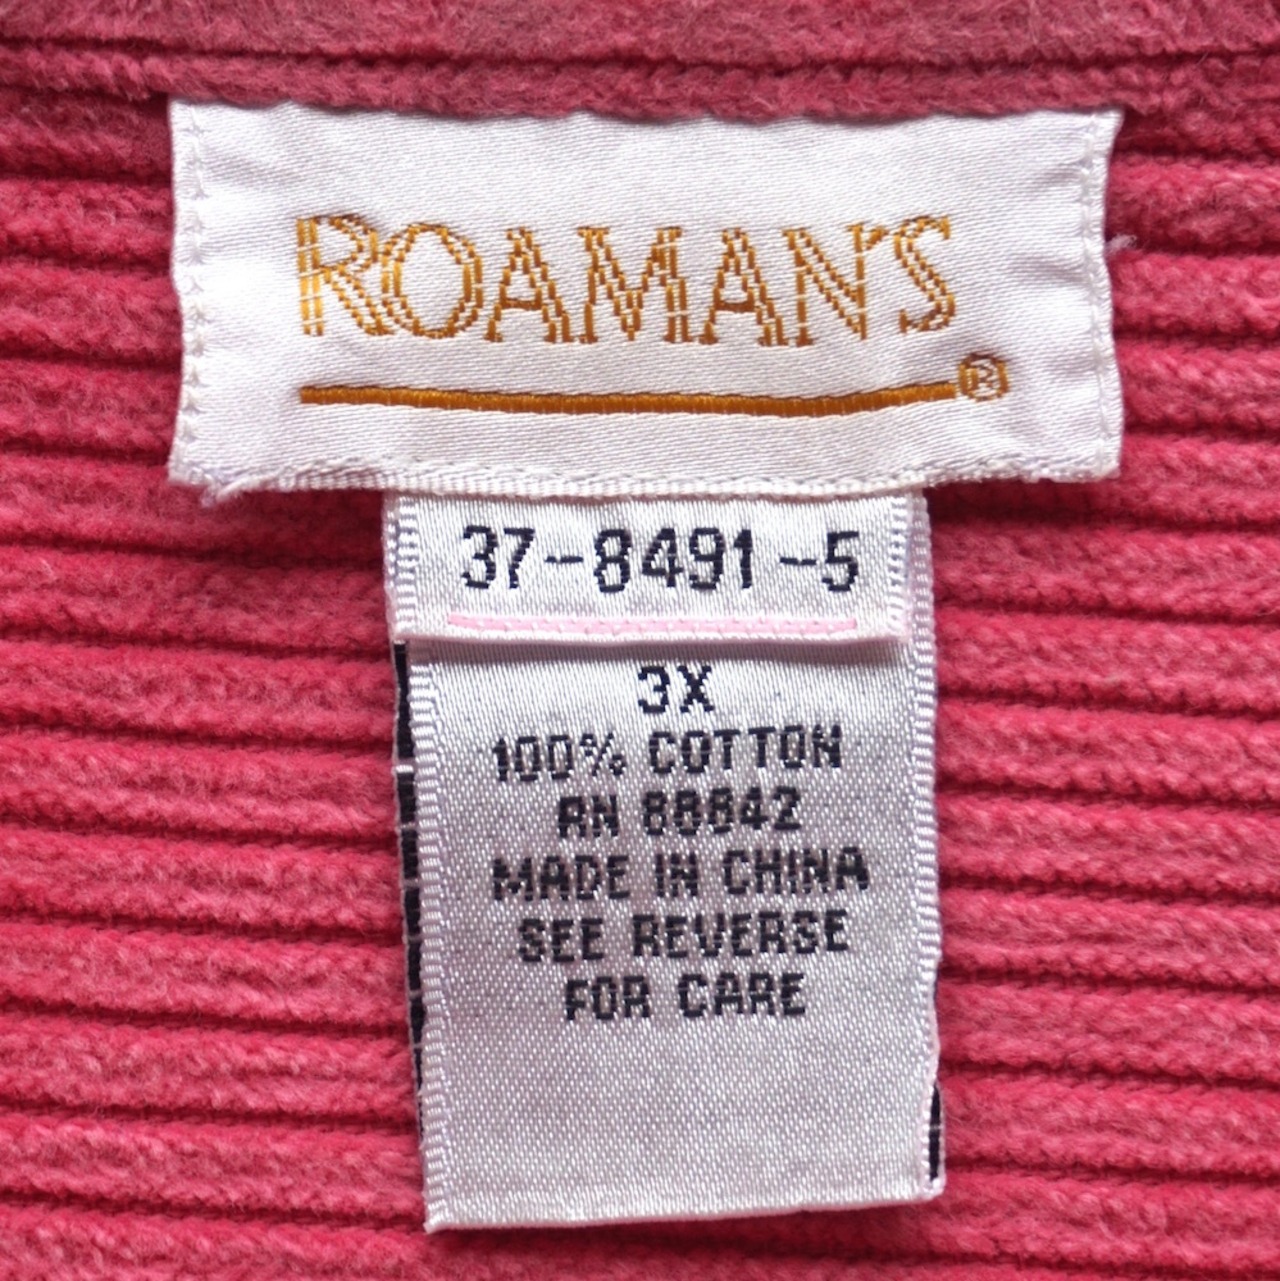 ROAMAN'S
®
37-8491-5
3X
100% COTTON
RN 88842
MADE IN CHINA
SEE REVERSE
FOR CARE